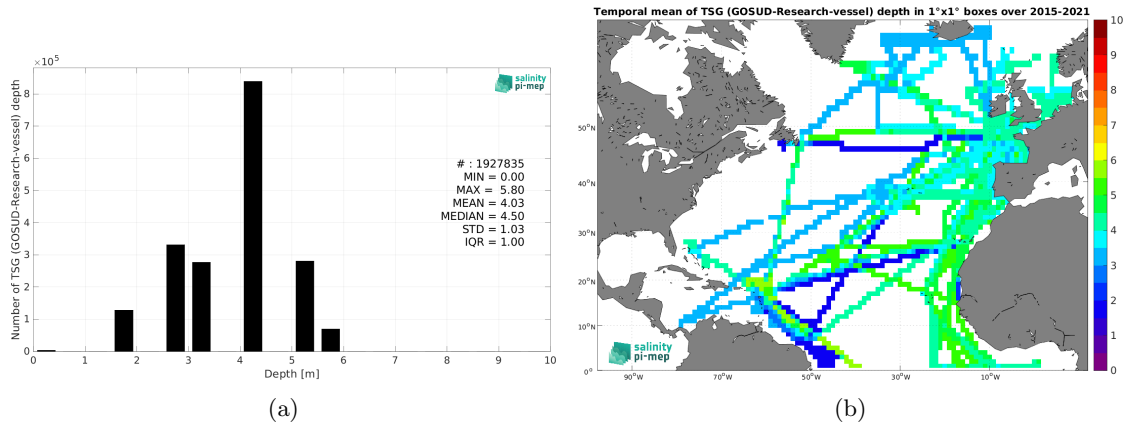 Temporal mean of TSG (GOSUD-Research-vessel) depth in 1°x1° boxes over 2015-2021
×10⁵
Number of TSG (GOSUD-Research-vessel) depth
8
7
6
5
4
3
2
1
0
salinity
pi-mep
# : 1927835
MIN = 0.00
MAX = 5.80
MEAN = 4.03
MEDIAN = 4.50
STD = 1.03
IQR = 1.00
0 1 2 3 4 5 6 7 8 9 10
Depth [m]
(a)
50°N
40°N
30°N
20°N
10°N
0°
90°W 70°W 50°W 30°W 10°W
salinity
pi-mep
10
9
8
7
6
5
4
3
2
1
0
(b)